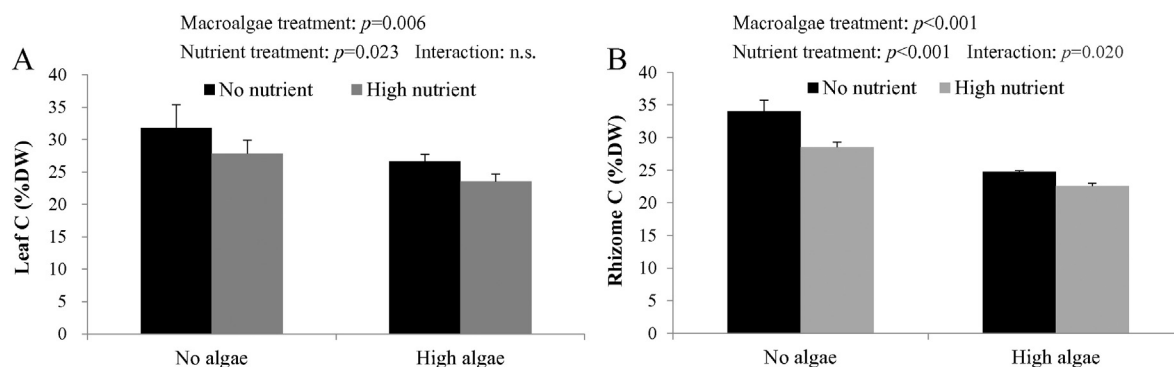 Macroalgae treatment: p=0.006
Nutrient treatment: p=0.023 Interaction: n.s.
A
No nutrient High nutrient
Leaf C (%DW)
40
35
30
25
20
15
10
5
0
No algae High algae
Macroalgae treatment: p<0.001
Nutrient treatment: p<0.001 Interaction: p=0.020
B
No nutrient High nutrient
Rhizome C (%DW)
40
35
30
25
20
15
10
5
0
No algae High algae